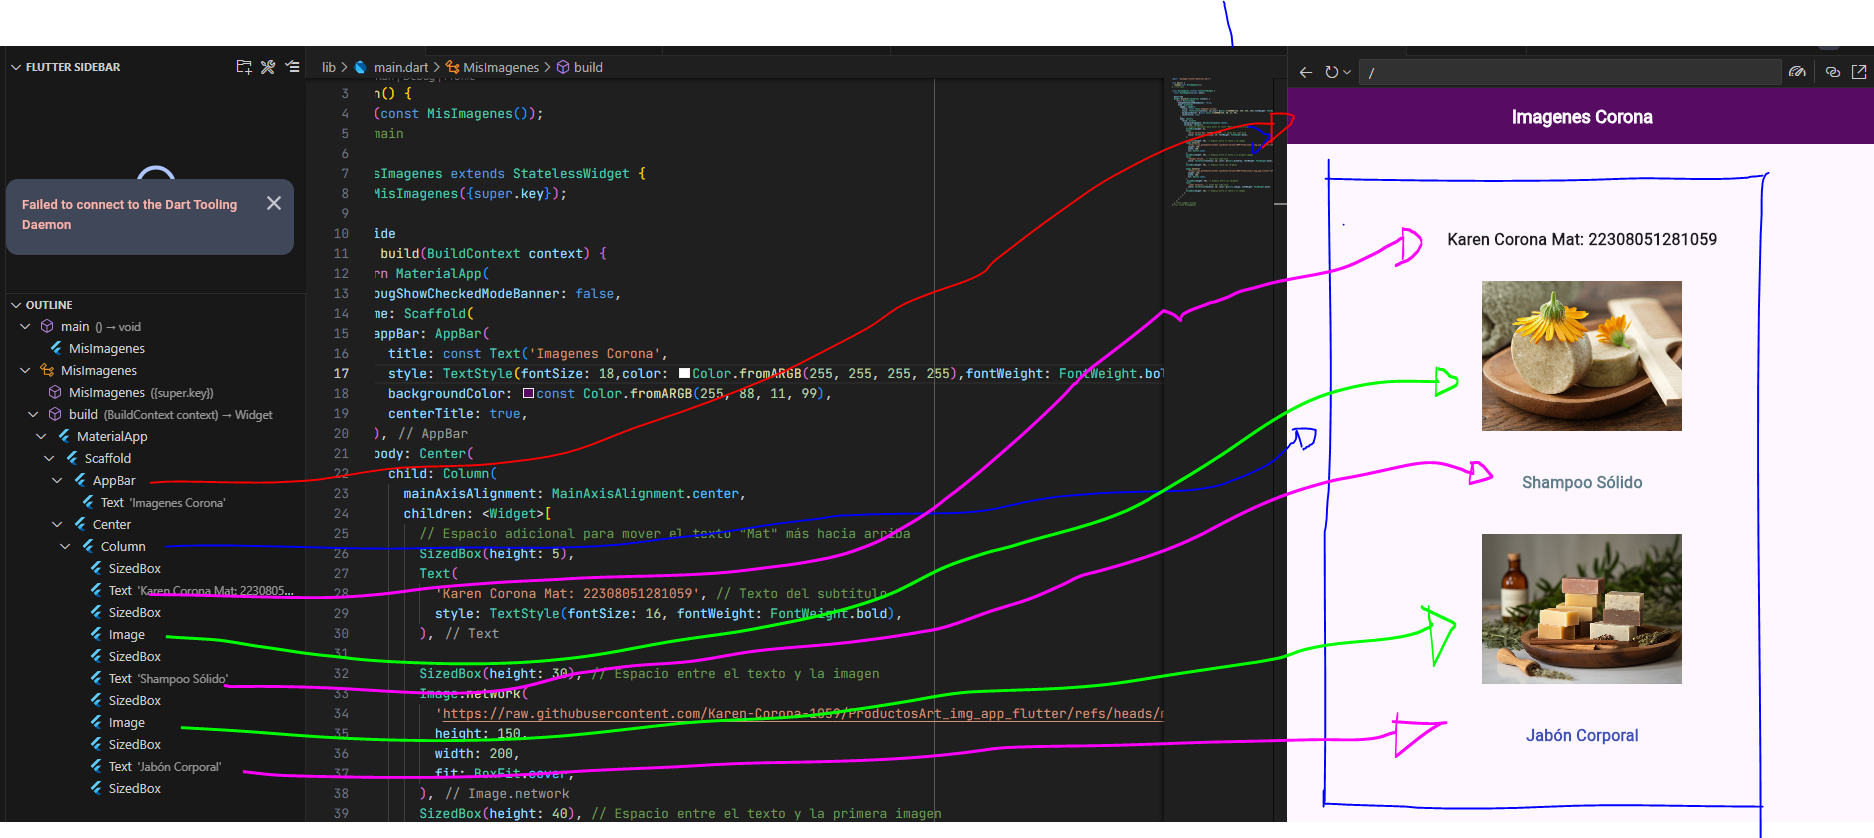 FLUTTER SIDEBAR
Failed to connect to the Dart Tooling
Daemon
OUTLINE
main () → void
MisImagenes
MisImagenes
MisImagenes ({super.key})
build (BuildContext context) → Widget
MaterialApp
Scaffold
AppBar
Text 'Imagenes Corona'
Center
Column
SizedBox
Text 'Karen Corona Mat: 2230805...
SizedBox
Image
SizedBox
Text 'Shampoo Sólido'
SizedBox
Image
SizedBox
Text 'Jabón Corporal'
SizedBox
lib > main.dart > MisImagenes > build
3 n() {
4 (const MisImagenes());
5 main
6
7 sImagenes extends StatelessWidget {
8 MisImagenes({super.key});
9
10 ide
11 build(BuildContext context) {
12 rn MaterialApp(
13 bugShowCheckedModeBanner: false,
14 me: Scaffold(
15 appBar: AppBar(
16 title: const Text('Imagenes Corona',
17 style: TextStyle(fontSize: 18,color: Color.fromARGB(255, 255, 255, 255),fontWeight: FontWeight.bol
18 backgroundColor: const Color.fromARGB(255, 88, 11, 99),
19 centerTitle: true,
20 ), // AppBar
21 body: Center(
22 child: Column(
23 mainAxisAlignment: MainAxisAlignment.center,
24 children: <Widget>[
25 // Espacio adicional para mover el texto "Mat" más hacia arriba
26 SizedBox(height: 5),
27 Text(
28 'Karen Corona Mat: 22308051281059', // Texto del subtitulo
29 style: TextStyle(fontSize: 16, fontWeight: FontWeight.bold),
30 ), // Text
31
32 SizedBox(height: 30), // Espacio entre el texto y la imagen
33 Image.network(
34 'https://raw.githubusercontent.com/Karen-Corona-1059/ProductosArt_img_app_flutter/refs/heads/m
35 height: 150,
36 width: 200,
37 fit: BoxFit.cover,
38 ), // Image.network
39 SizedBox(height: 40), // Espacio entre el texto y la primera imagen
/
Imagenes Corona
Karen Corona Mat: 22308051281059
Shampoo Sólido
Jabón Corporal